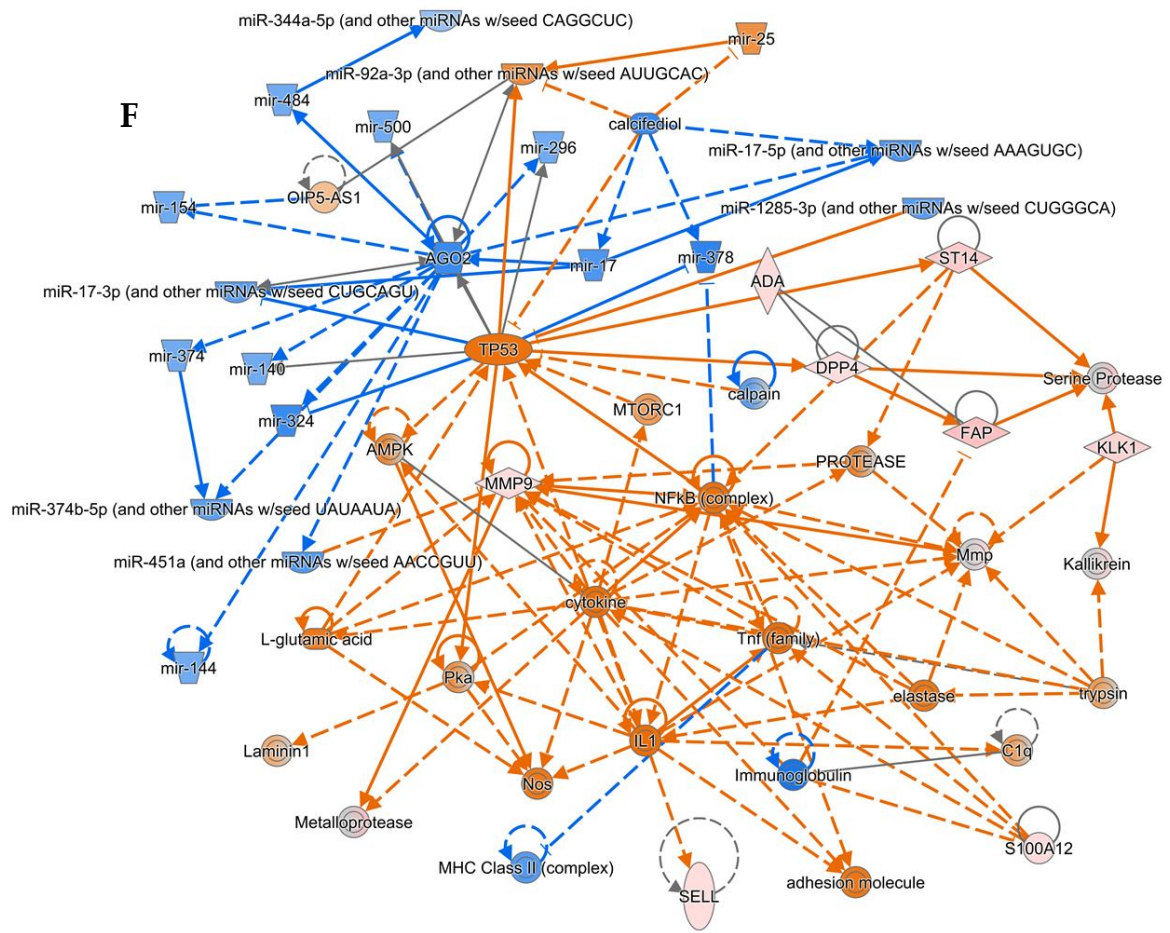 miR-344a-5p (and other miRNAs w/seed CAGGCUC)
mir-25
miR-92a-3p (and other miRNAs w/seed AUUGCAC)
mir-484
F
mir-500
calcifediol
mir-296
miR-17-5p (and other miRNAs w/seed AAAGUGC)
OIP5-AS1
mir-154
miR-1285-3p (and other miRNAs w/seed CUGGGCA)
AGO2
mir-17
mir-378
ST14
ADA
miR-17-3p (and other miRNAs w/seed CUGCAGU)
TP53
mir-374
mir-140
DPP4
Serine Protease
calpain
MTORC1
mir-324
FAP
AMPK
KLK1
PROTEASE
MMP9
NFkB (complex)
miR-374b-5p (and other miRNAs w/seed UAUAAUA)
Mmp
miR-451a (and other miRNAs w/seed AACCGUU)
Kallikrein
cytokine
L-glutamic acid
Tnf (family)
mir-144
Pka
elastase
trypsin
Laminin1
IL1
C1q
Immunoglobulin
Nos
Metalloprotease
S100A12
MHC Class II (complex)
adhesion molecule
SELL